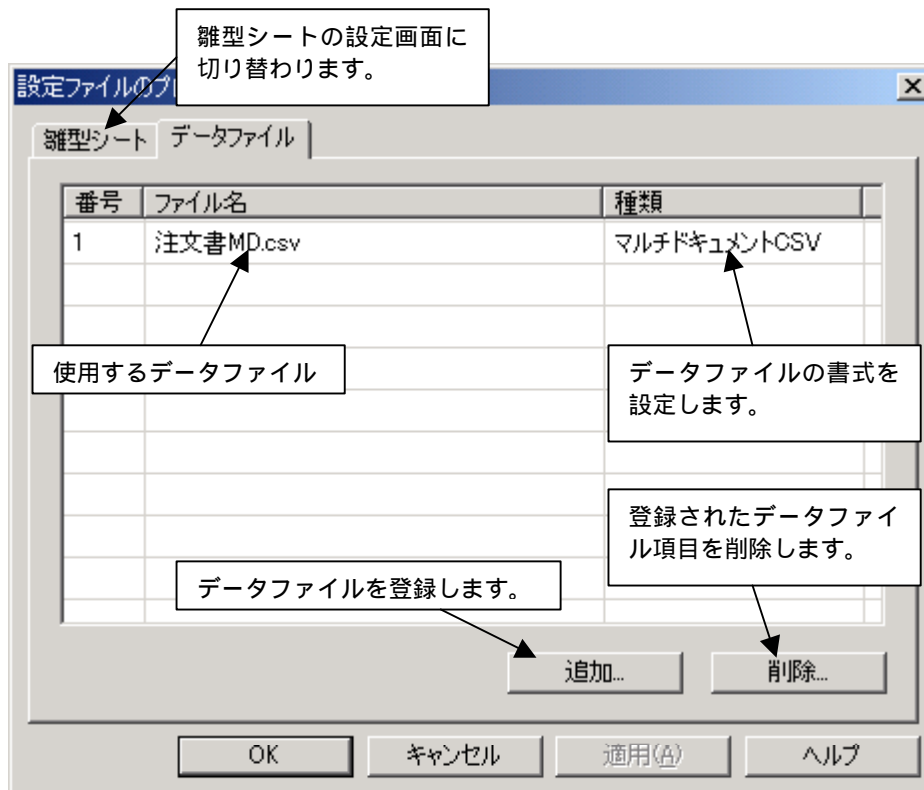 雛型シートの設定画面に
切り替わります。
設定ファイルのプ
雛型シート データファイル
番号 ファイル名 種類
1 注文書MD.csv マルチドキュメントCSV
使用するデータファイル
データファイルの書式を
設定します。
登録されたデータファイ
ル項目を削除します。
データファイルを登録します。
追加... 削除...
OK キャンセル 適用(A) ヘルプ